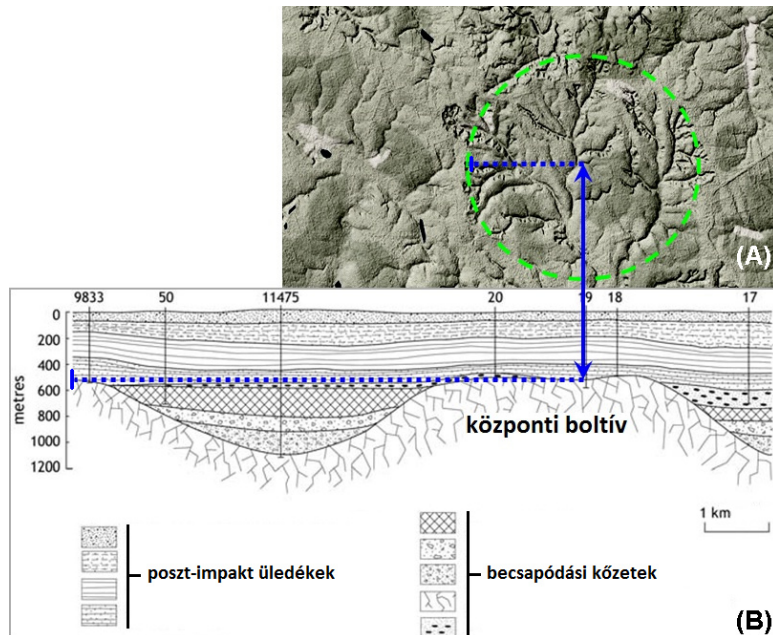 (A)
9833 50 11475 20 19 18 17
0
200
400
600
800
1000
1200
metres
központi boltív
1 km
poszt-impakt üledékek
becsapódási kőzetek
(B)